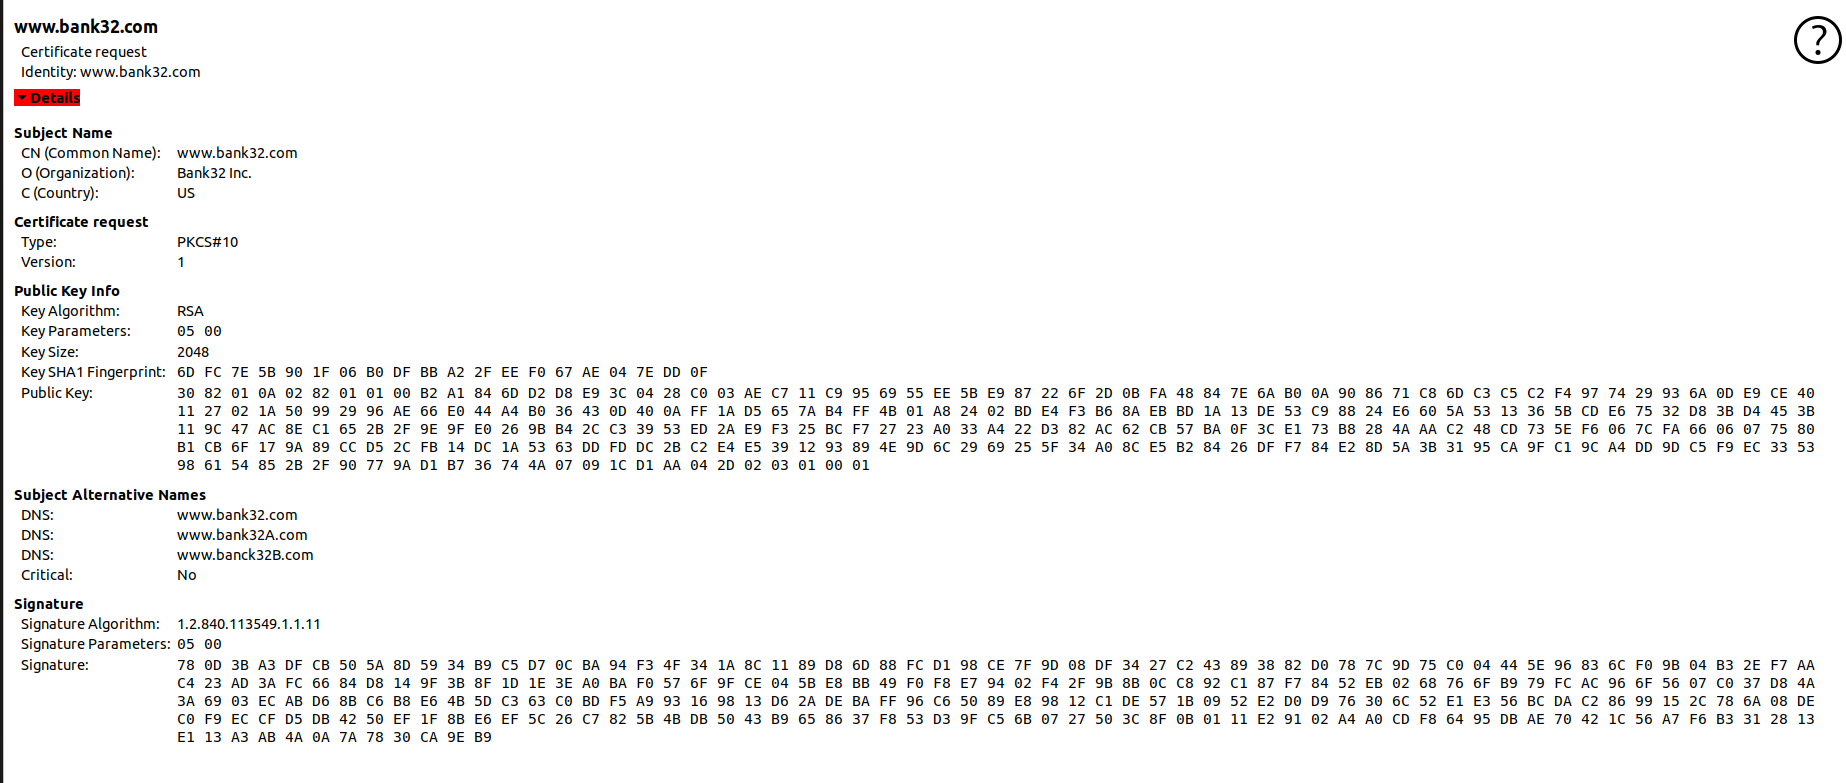 www.bank32.com
Certificate request
Identity: www.bank32.com
Details
Subject Name
CN (Common Name): www.bank32.com
O (Organization): Bank32 Inc.
C (Country): US
Certificate request
Type: PKCS#10
Version: 1
Public Key Info
Key Algorithm: RSA
Key Parameters: 05 00
Key Size: 2048
Key SHA1 Fingerprint: 6D FC 7E 5B 90 1F 06 B0 DF BB A2 2F EE F0 67 AE 04 7E DD 0F
Public Key: 30 82 01 0A 02 82 01 01 00 B2 A1 84 6D D2 D8 E9 3C 04 28 C0 03 AE C7 11 C9 95 69 55 EE 5B E9 87 22 6F 2D 0B FA 48 84 7E 6A B0 0A 90 86 71 C8 6D C3 C5 C2 F4 97 74 29 93 6A 0D E9 CE 40
11 27 02 1A 50 99 29 96 AE 66 E0 44 A4 B0 36 43 0D 40 0A FF 1A D5 65 7A B4 FF 4B 01 A8 24 02 BD E4 F3 B6 8A EB BD 1A 13 DE 53 C9 88 24 E6 60 5A 53 13 36 5B CD E6 75 32 D8 3B D4 45 3B
11 9C 47 AC 8E C1 65 2B 2F 9E 9F E0 26 9B B4 2C C3 39 53 ED 2A E9 F3 25 BC F7 27 23 A0 33 A4 22 D3 82 AC 62 CB 57 BA 0F 3C E1 73 B8 28 4A AA C2 48 CD 73 5E F6 06 7C FA 66 06 07 75 80
B1 CB 6F 17 9A 89 CC D5 2C FB 14 DC 1A 53 63 DD FD DC 2B C2 E4 E5 39 12 93 89 4E 9D 6C 29 69 25 5F 34 A0 8C E5 B2 84 26 DF F7 84 E2 8D 5A 3B 31 95 CA 9F C1 9C A4 DD 9D C5 F9 EC 33 53
98 61 54 85 2B 2F 90 77 9A D1 B7 36 74 4A 07 09 1C D1 AA 04 2D 02 03 01 00 01
Subject Alternative Names
DNS: www.bank32.com
DNS: www.bank32A.com
DNS: www.banck32B.com
Critical: No
Signature
Signature Algorithm: 1.2.840.113549.1.1.11
Signature Parameters: 05 00
Signature: 78 0D 3B A3 DF CB 50 5A 8D 59 34 B9 C5 D7 0C BA 94 F3 4F 34 1A 8C 11 89 D8 6D 88 FC D1 98 CE 7F 9D 08 DF 34 27 C2 43 89 38 82 D0 78 7C 9D 75 C0 04 44 5E 96 83 6C F0 9B 04 B3 2E F7 AA
C4 23 AD 3A FC 66 84 D8 14 9F 3B 8F 1D 1E 3E A0 BA F0 57 6F 9F CE 04 5B E8 BB 49 F0 F8 E7 94 02 F4 2F 9B 8B 0C C8 92 C1 87 F7 84 52 EB 02 68 76 6F B9 79 FC AC 96 6F 56 07 C0 37 D8 4A
3A 69 03 EC AB D6 8B C6 B8 E6 4B 5D C3 63 C0 BD F5 A9 93 16 98 13 D6 2A DE BA FF 96 C6 50 89 E8 98 12 C1 DE 57 1B 09 52 E2 D0 D9 76 30 6C 52 E1 E3 56 BC DA C2 86 99 15 2C 78 6A 08 DE
C0 F9 EC CF D5 DB 42 50 EF 1F 8B E6 EF 5C 26 C7 82 5B 4B DB 50 43 B9 65 86 37 F8 53 D3 9F C5 6B 07 27 50 3C 8F 0B 01 11 E2 91 02 A4 A0 CD F8 64 95 DB AE 70 42 1C 56 A7 F6 B3 31 28 13
E1 13 A3 AB 4A 0A 7A 78 30 CA 9E B9